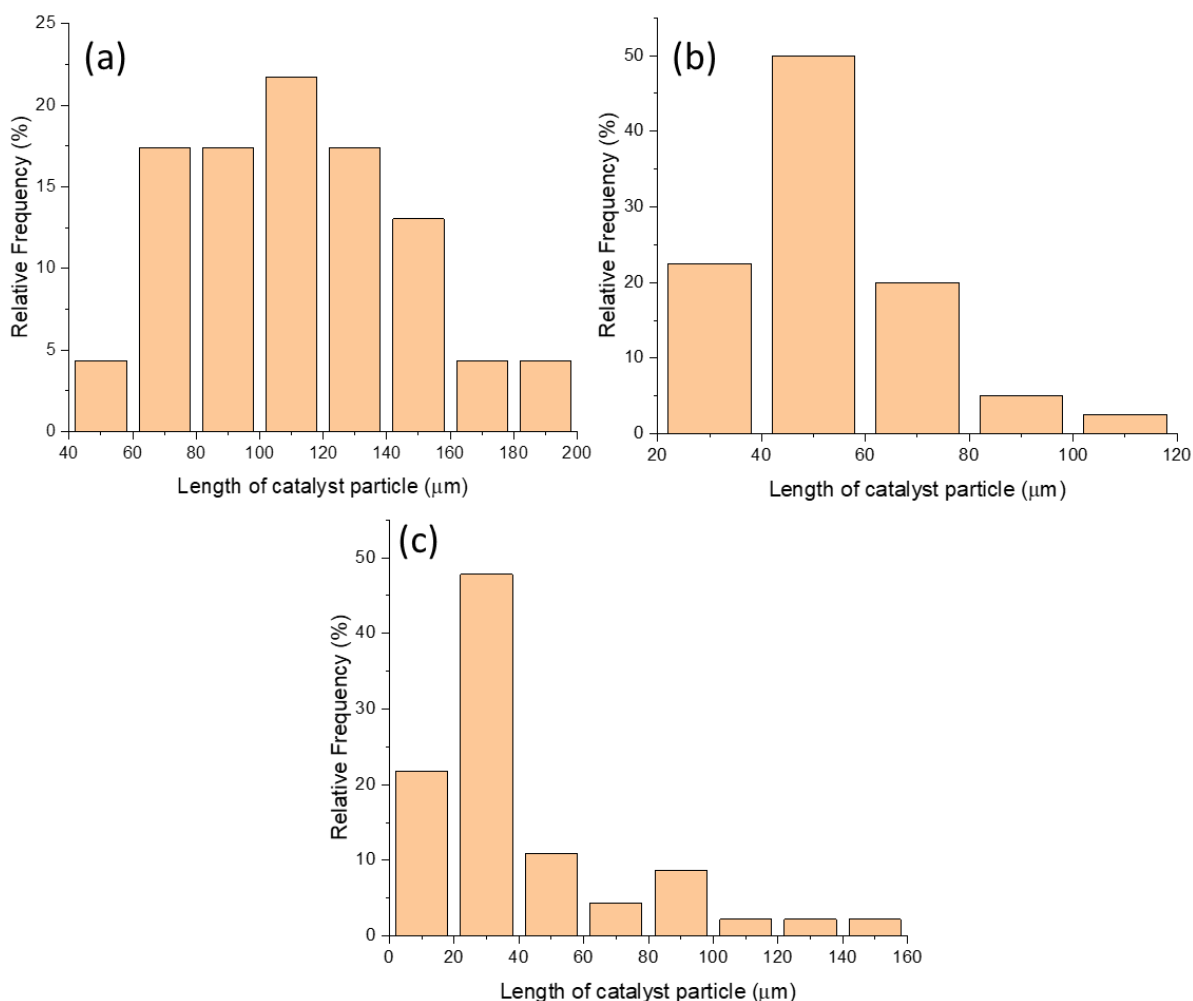 (a)
25
20
15
10
5
0
Relative Frequency (%)
40 60 80 100 120 140 160 180 200
Length of catalyst particle (μm)
(b)
50
40
30
20
10
0
Relative Frequency (%)
20 40 60 80 100 120
Length of catalyst particle (μm)
(c)
50
40
30
20
10
0
Relative Frequency (%)
0 20 40 60 80 100 120 140 160
Length of catalyst particle (μm)